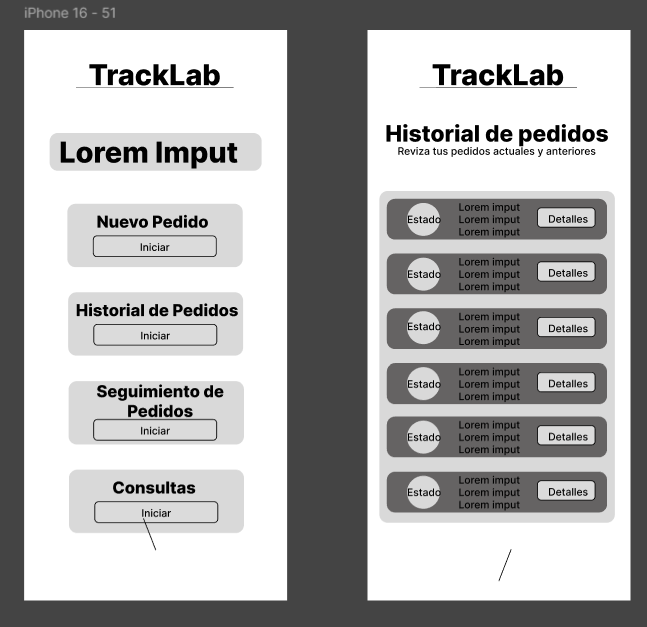 iPhone 16 - 51
TrackLab
Lorem Imput
Nuevo Pedido
Iniciar
Historial de Pedidos
Iniciar
Seguimiento de
Pedidos
Iniciar
Consultas
Iniciar
TrackLab
Historial de pedidos
Reviza tus pedidos actuales y anteriores
Estado
Lorem imput
Lorem imput
Lorem imput
Detalles
Estado
Lorem imput
Lorem imput
Lorem imput
Detalles
Estado
Lorem imput
Lorem imput
Lorem imput
Detalles
Estado
Lorem imput
Lorem imput
Lorem imput
Detalles
Estado
Lorem imput
Lorem imput
Lorem imput
Detalles
Estado
Lorem imput
Lorem imput
Lorem imput
Detalles